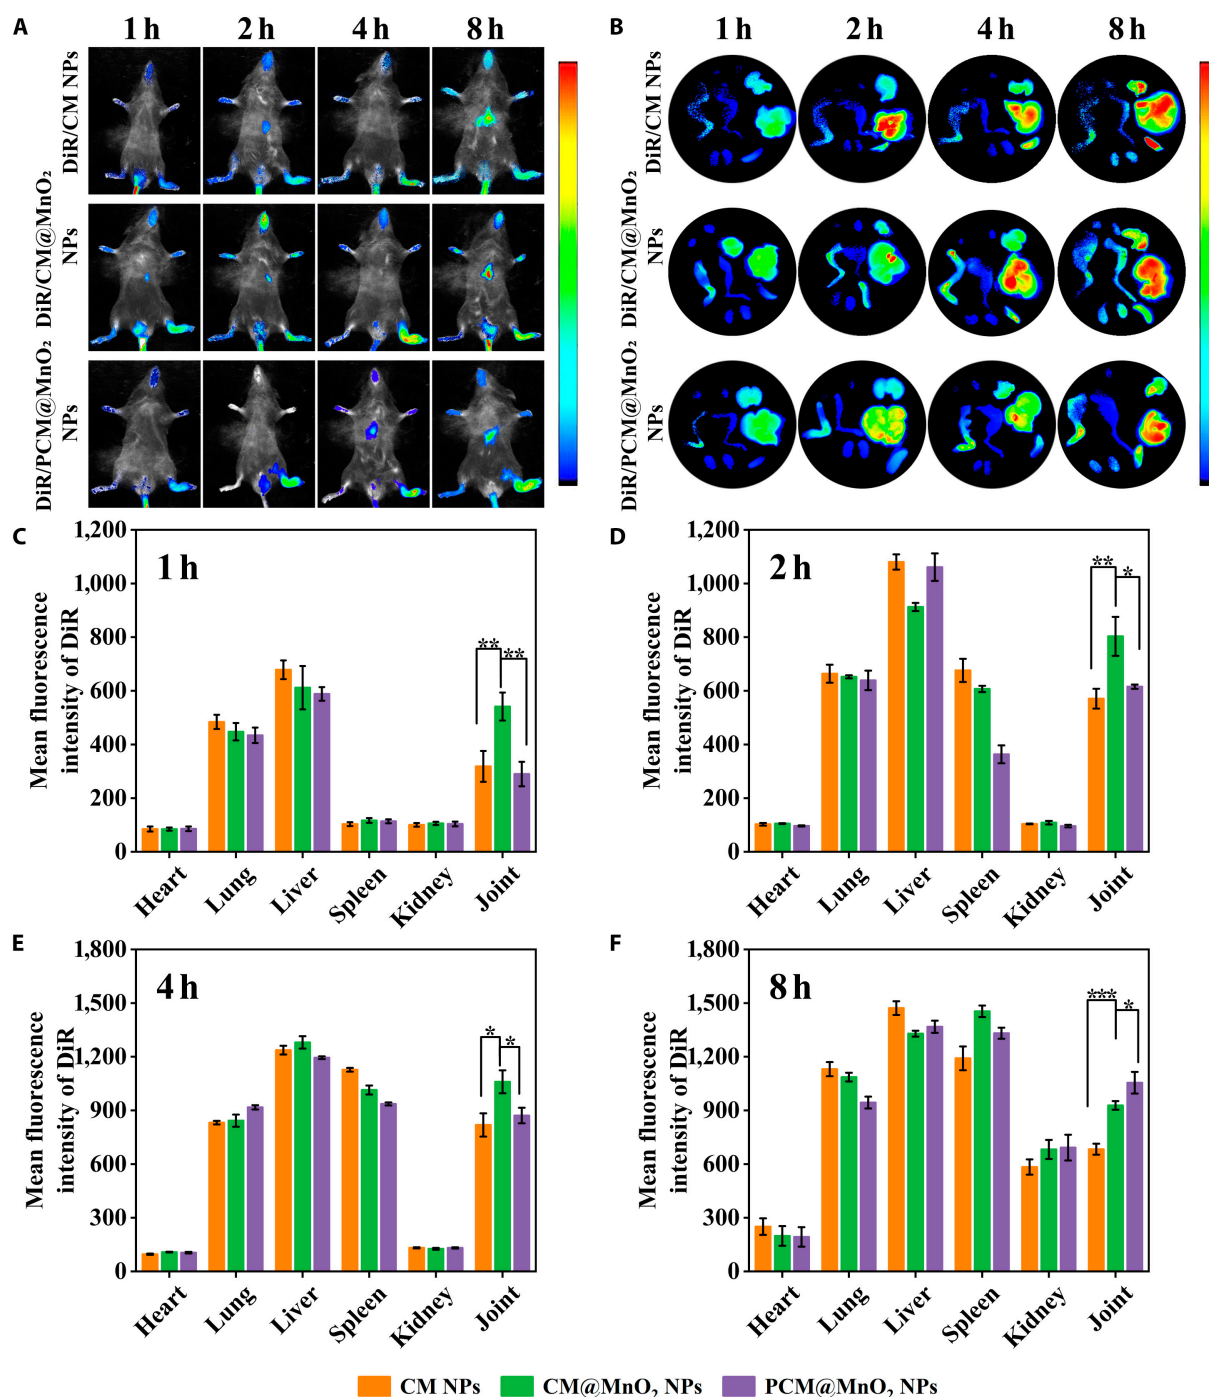 A
1 h
2 h
4 h
8 h
DiR/CM NPs
DiR/CM@MnO₂
NPs
DiR/PCM@MnO₂
NPs
B
1 h
2 h
4 h
8 h
DiR/CM NPs
DiR/CM@MnO₂
NPs
DiR/PCM@MnO₂
NPs
C
1 h
Mean fluorescence
intensity of DiR
1,200
1,000
800
600
400
200
0
** **
Heart Lung Liver Spleen Kidney Joint
D
2 h
Mean fluorescence
intensity of DiR
1,200
1,000
800
600
400
200
0
** *
Heart Lung Liver Spleen Kidney Joint
E
4 h
Mean fluorescence
intensity of DiR
1,800
1,500
1,200
900
600
300
0
* *
Heart Lung Liver Spleen Kidney Joint
F
8 h
Mean fluorescence
intensity of DiR
1,800
1,500
1,200
900
600
300
0
*** *
Heart Lung Liver Spleen Kidney Joint
CM NPs CM@MnO₂ NPs PCM@MnO₂ NPs